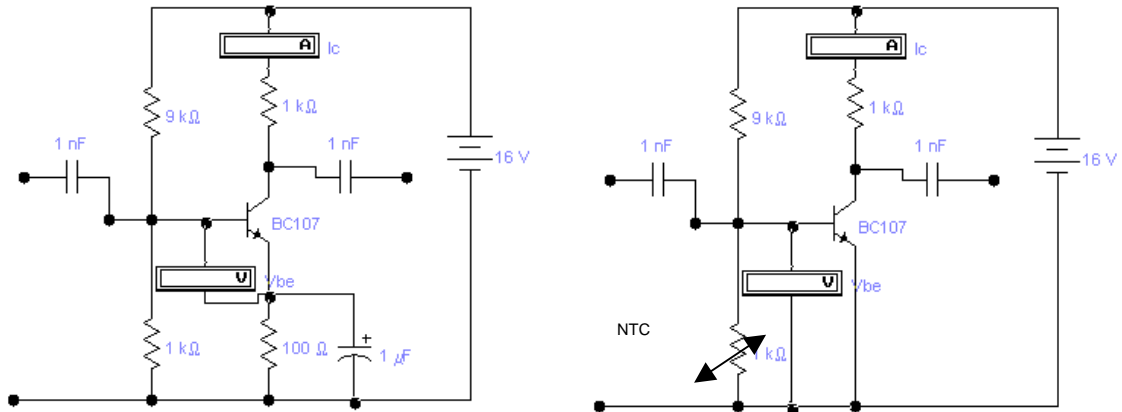 A
Ic
9 kΩ
1 kΩ
1 nF
1 nF
16 V
BC107
V
Vbe
1 kΩ
100 Ω
+
1 µF
A
Ic
9 kΩ
1 kΩ
1 nF
1 nF
16 V
BC107
V
Vbe
NTC
1 kΩ